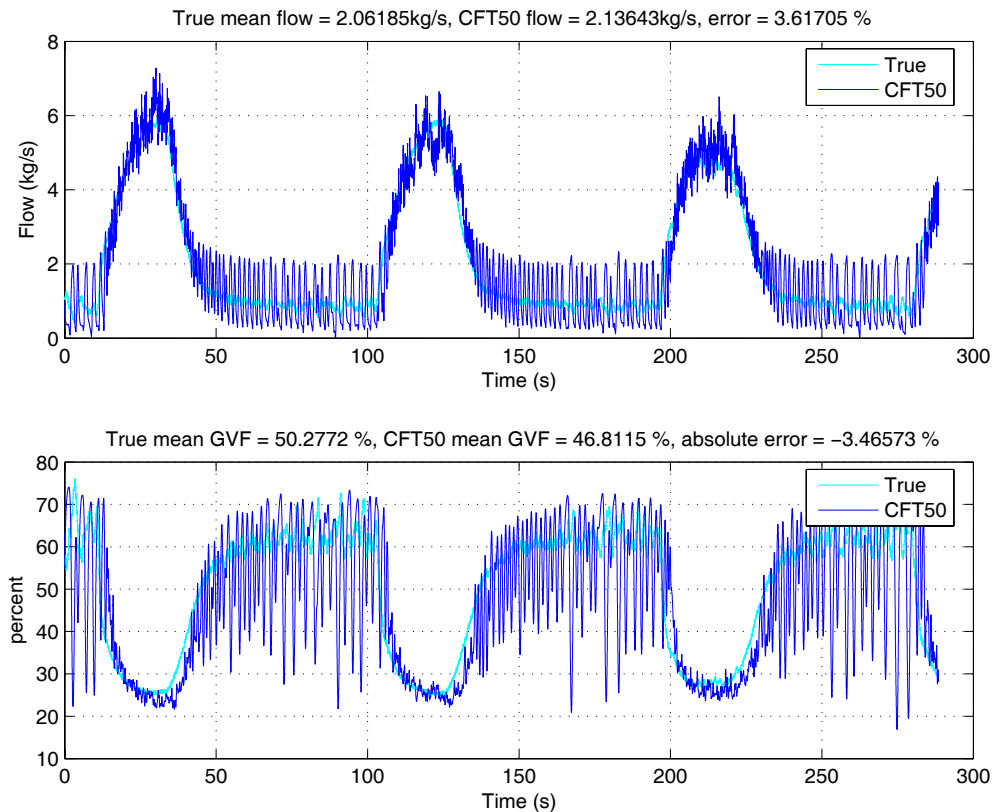 True mean flow = 2.06185kg/s, CFT50 flow = 2.13643kg/s, error = 3.61705 %
8
6
4
2
0
Flow (kg/s)
True
CFT50
0 50 100 150 200 250 300
Time (s)
True mean GVF = 50.2772 %, CFT50 mean GVF = 46.8115 %, absolute error = −3.46573 %
80
70
60
50
40
30
20
10
percent
True
CFT50
0 50 100 150 200 250 300
Time (s)